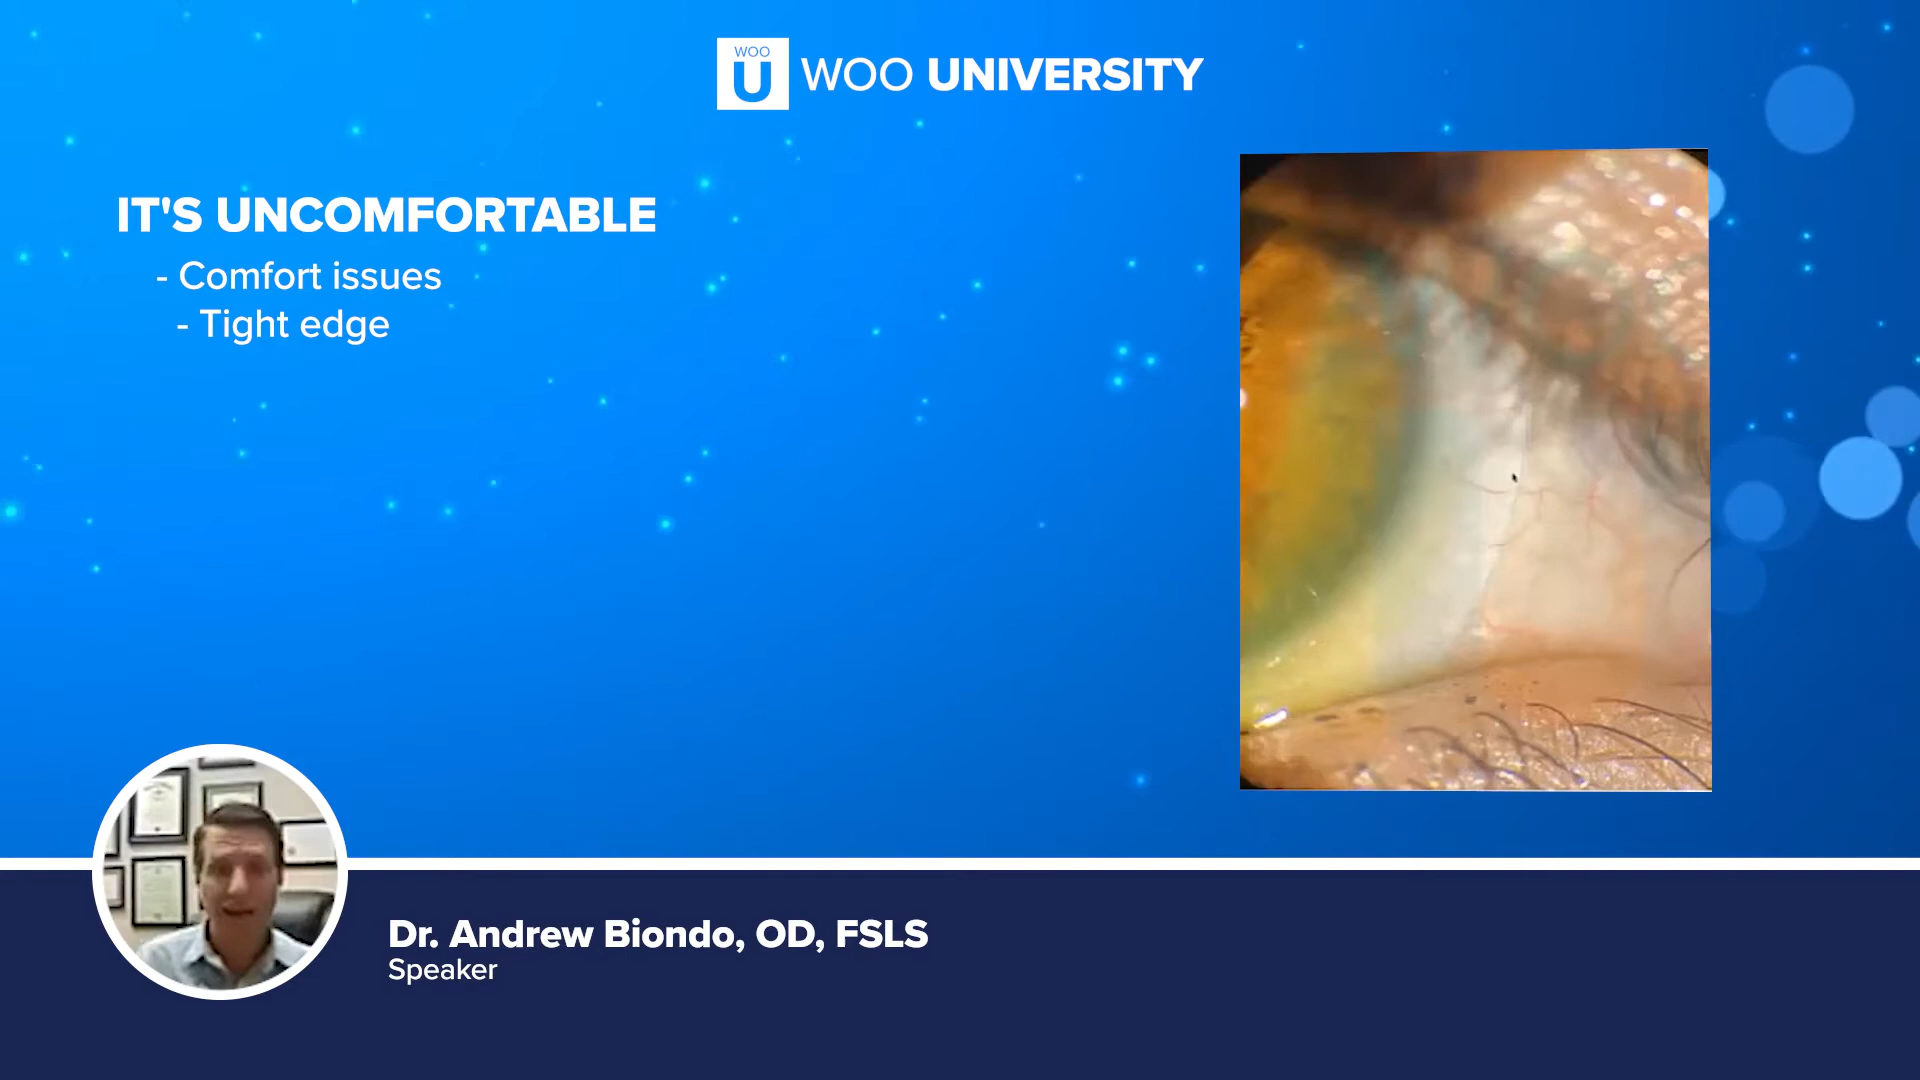 WOO
U
WOO UNIVERSITY
IT'S UNCOMFORTABLE
- Comfort issues
- Tight edge
Dr. Andrew Biondo, OD, FSLS
Speaker